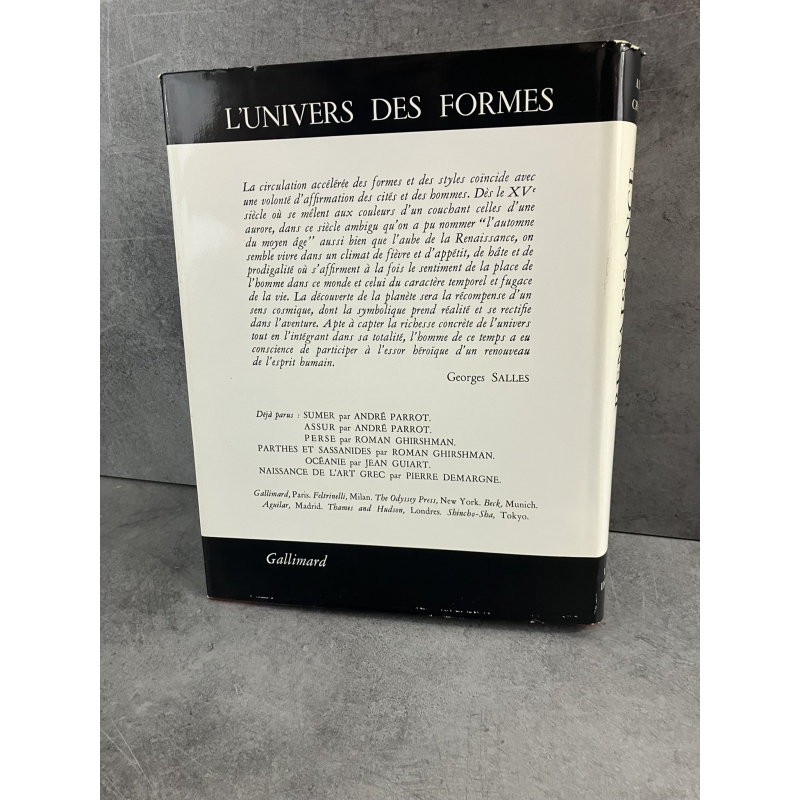 L'UNIVERS DES FORMES
La circulation accélérée des formes et des styles coïncide avec
une volonté d'affirmation des cités et des hommes. Dès le XVe
siècle où se mêlent aux couleurs d'un couchant celles d'une
aurore, dans ce siècle ambigu qu'on a pu nommer "l'automne
du moyen âge" aussi bien que l'aube de la Renaissance, on
semble vivre dans un climat de fièvre et d'appétit, de hâte et de
prodigalité où s'affirment à la fois le sentiment de la place de
l'homme dans ce monde et celui du caractère temporel et fugace
de la vie. La découverte de la planète sera la récompense d'un
sens cosmique, dont la symbolique prend réalité et se rectifie
dans l'aventure. Apte à capter la richesse concrète de l'univers
tout en l'intégrant dans sa totalité, l'homme de ce temps a eu
conscience de participer à l'essor héroïque d'un renouveau
de l'esprit humain.
Georges SALLES
Déjà parus : SUMER par ANDRÉ PARROT.
ASSUR par ANDRÉ PARROT.
PERSE par ROMAN GHIRSHMAN.
PARTHES ET SASSANIDES par ROMAN GHIRSHMAN.
OCÉANIE par JEAN GUIART.
NAISSANCE DE L'ART GREC par PIERRE DEMARGNE.
Gallimard, Paris. Feltrinelli, Milan. The Odyssey Press, New York. Beck, Munich.
Aguilar, Madrid. Thames and Hudson, Londres. Shincho-Sha, Tokyo.
Gallimard
RENAISSANCE